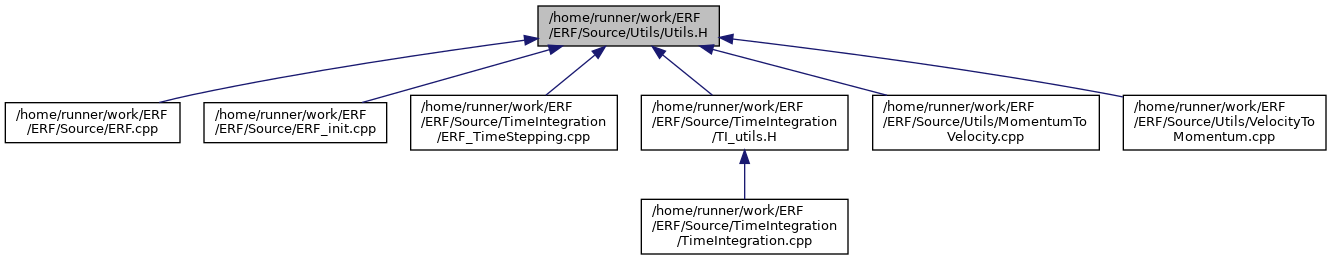 /home/runner/work/ERF
/ERF/Source/Utils/Utils.H
/home/runner/work/ERF
/ERF/Source/ERF.cpp
/home/runner/work/ERF
/ERF/Source/ERF_init.cpp
/home/runner/work/ERF
/ERF/Source/TimeIntegration
/ERF_TimeStepping.cpp
/home/runner/work/ERF
/ERF/Source/TimeIntegration
/TI_utils.H
/home/runner/work/ERF
/ERF/Source/Utils/MomentumTo
Velocity.cpp
/home/runner/work/ERF
/ERF/Source/Utils/VelocityTo
Momentum.cpp
/home/runner/work/ERF
/ERF/Source/TimeIntegration
/TimeIntegration.cpp